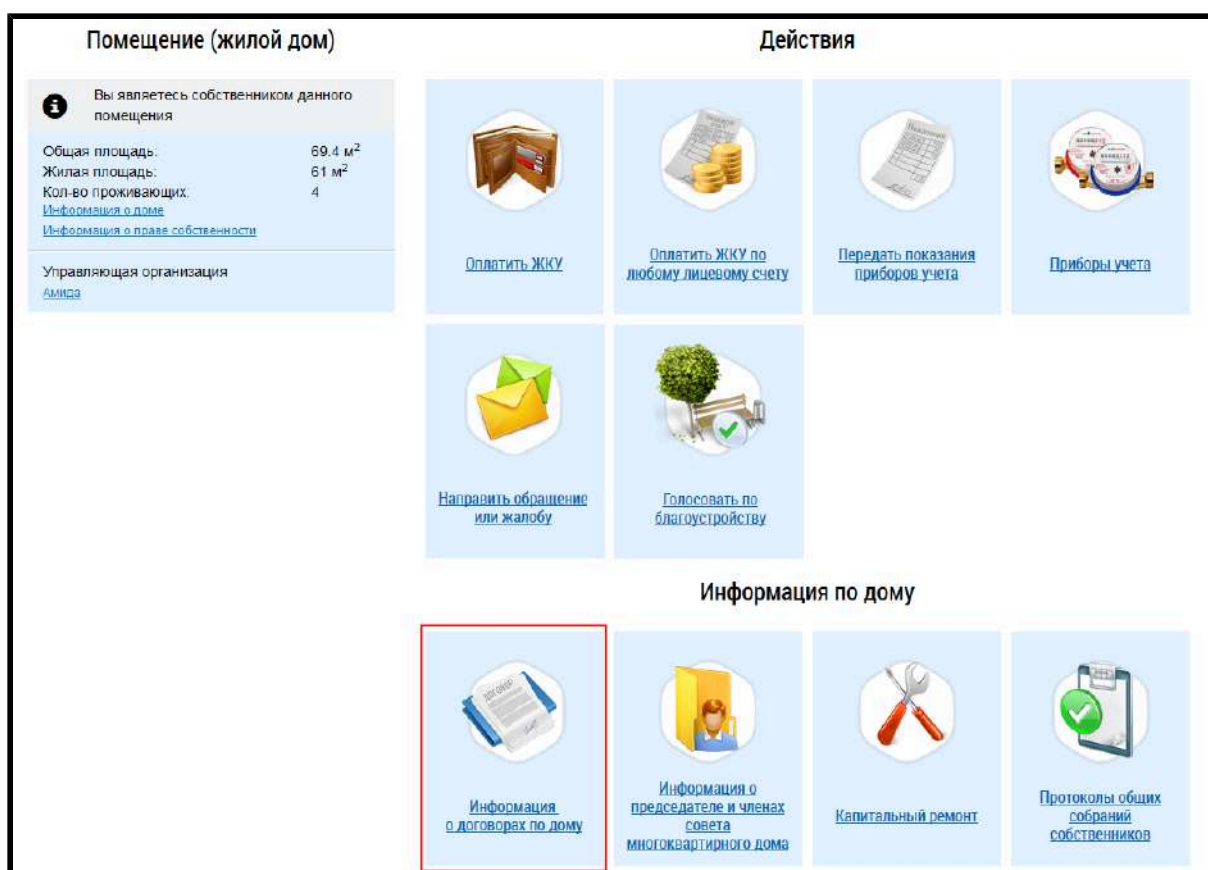 Помещение (жилой дом)
Вы являетесь собственником данного
помещения
Общая площадь: 69.4 м²
Жилая площадь: 61 м²
Кол-во проживающих: 4
Информация о доме
Информация о праве собственности
Управляющая организация
Амида
Действия
Оплатить ЖКУ
Оплатить ЖКУ по
любому лицевому счету
Передать показания
приборов учета
Приборы учета
Направить обращение
или жалобу
Голосовать по
благоустройству
Информация по дому
ДОГОВОР
Информация
о договорах по дому
Информация о
председателе и членах
совета
многоквартирного дома
Капитальный ремонт
Протоколы общих
собраний
собственников